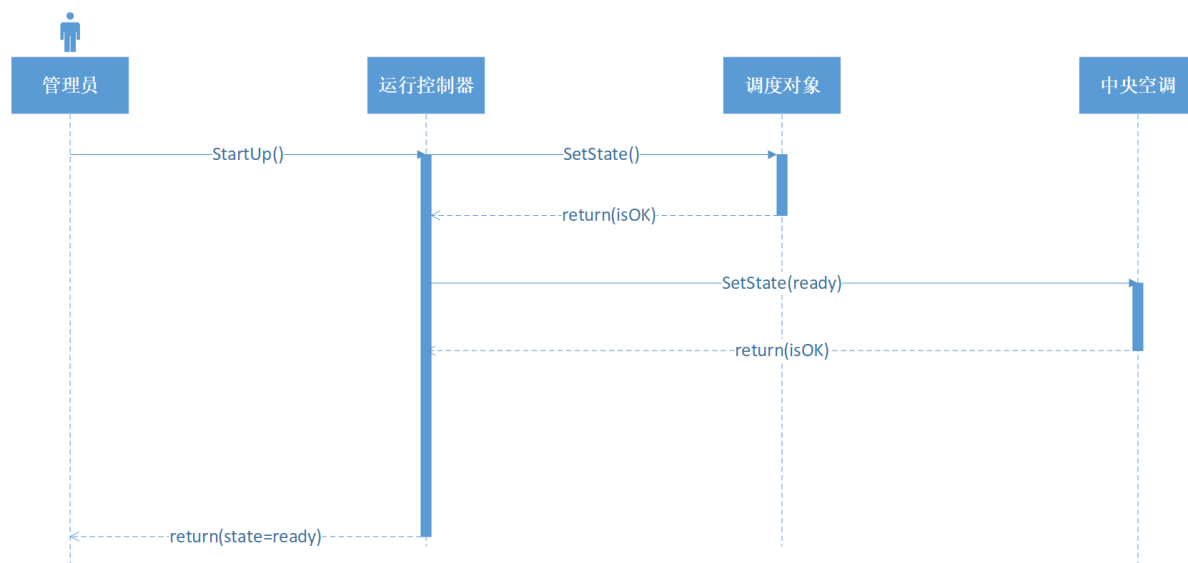 管理员
运行控制器
调度对象
中央空调
StartUp()
SetState()
return(isOK)
SetState(ready)
return(isOK)
return(state=ready)